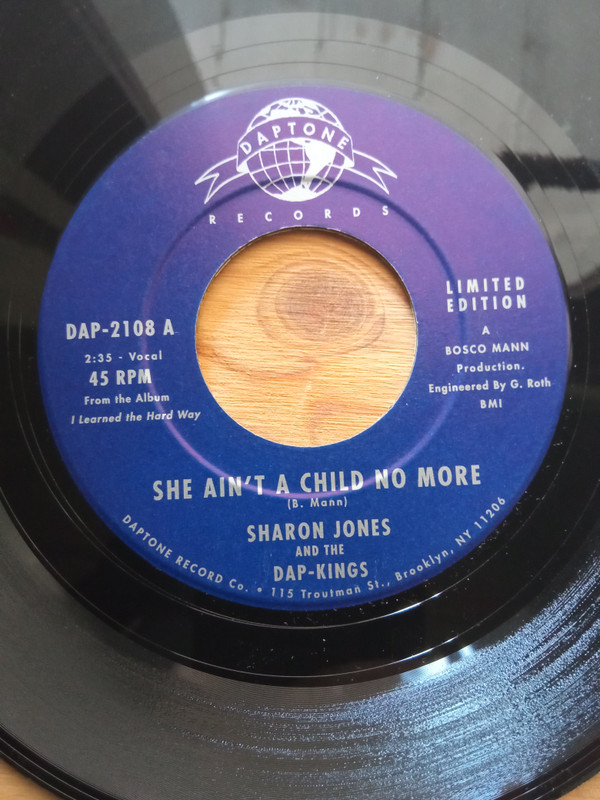 DAPTONE
RECORDS
DAP-2108 A
2:35 - Vocal
45 RPM
From the Album
I Learned the Hard Way
LIMITED
EDITION
A
BOSCO MANN
Production.
Engineered By G. Roth
BMI
SHE AIN'T A CHILD NO MORE
(B. Mann)
SHARON JONES
AND THE
DAP-KINGS
DAPTONE RECORD Co. • 115 Troutman St., Brooklyn, NY 11206